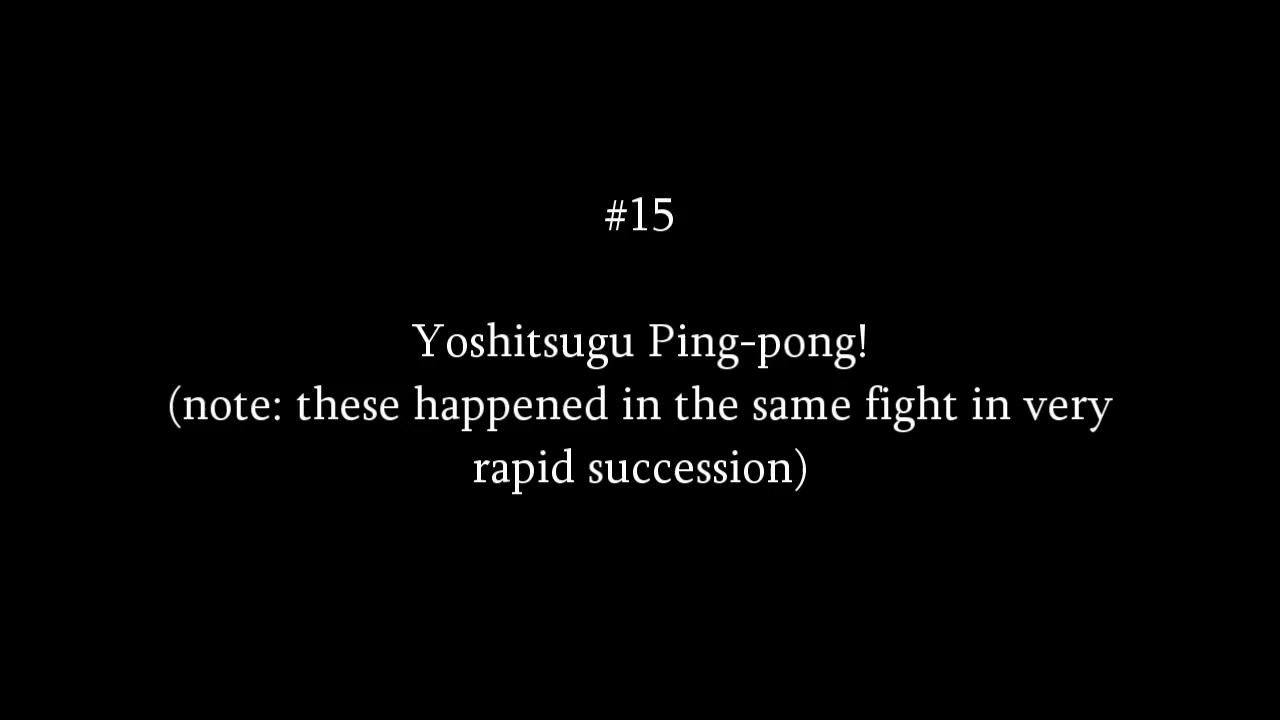 #15
Yoshitsugu Ping-pong!
(note: these happened in the same fight in very
rapid succession)